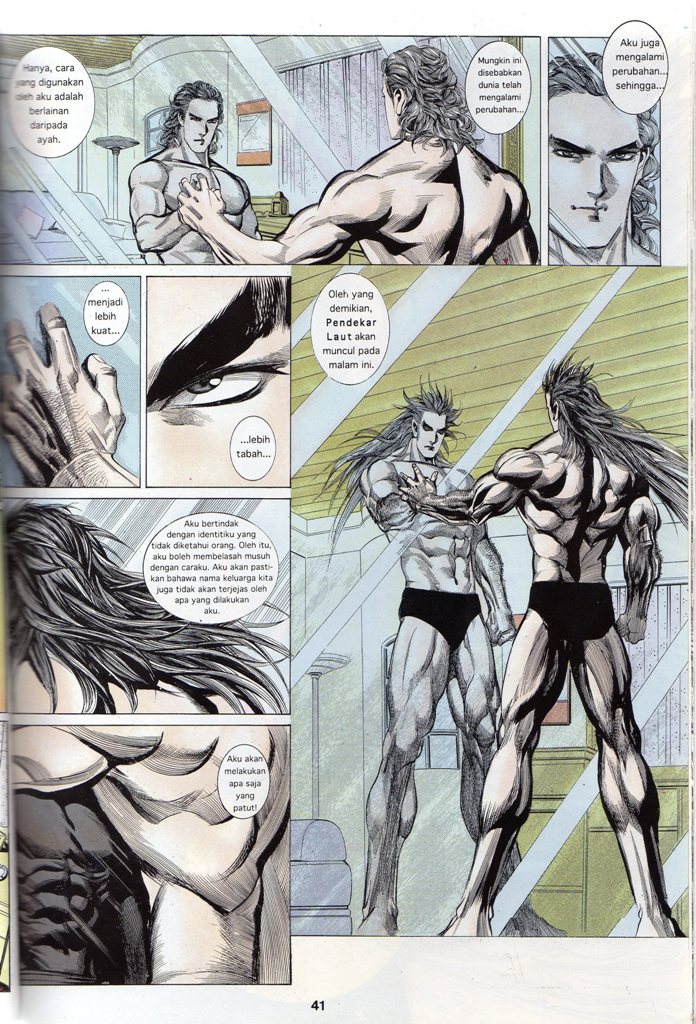 Hanya, cara
yang digunakan
oleh aku adalah
berlainan
daripada
ayah.
Mungkin ini
disebabkan
dunia telah
mengalami
perubahan...
Aku juga
mengalami
perubahan...
sehingga...
...
menjadi
lebih
kuat...
...lebih
tabah...
Oleh yang
demikian,
Pendekar
Laut akan
muncul pada
malam ini.
Aku bertindak
dengan identitiku yang
tidak diketahui orang. Oleh itu,
aku boleh membelasah musuh
dengan caraku. Aku akan pasti-
kan bahawa nama keluarga kita
juga tidak akan terjejas oleh
apa yang dilakukan
aku.
Aku akan
melakukan
apa saja
yang
patut!
41